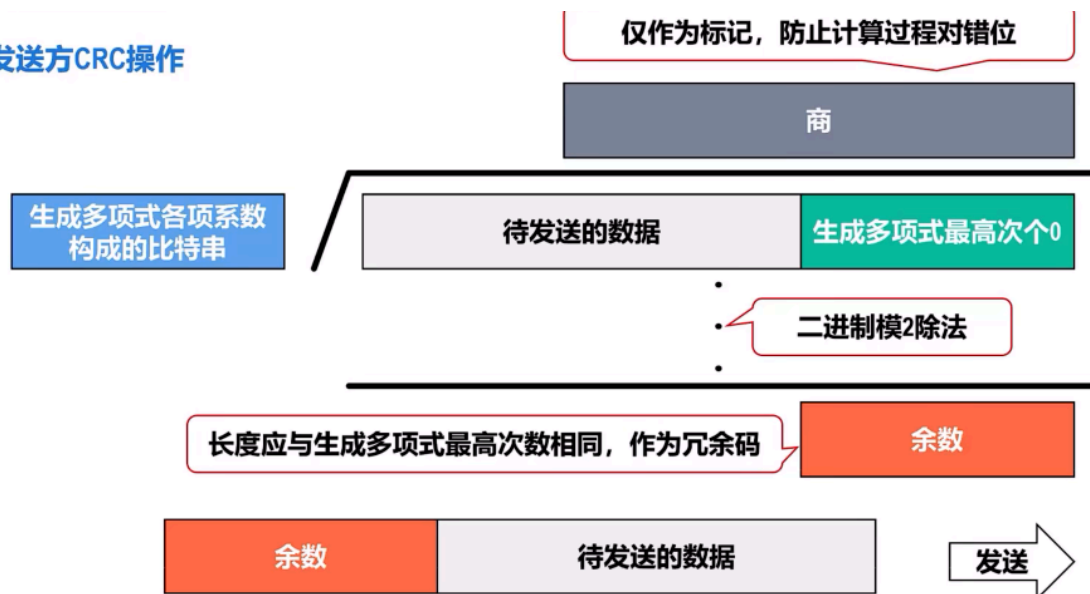 仅作为标记，防止计算过程对错位
发送方CRC操作
商
生成多项式各项系数
构成的比特串
待发送的数据
生成多项式最高次个0
二进制模2除法
长度应与生成多项式最高次数相同，作为冗余码
余数
余数
待发送的数据
发送